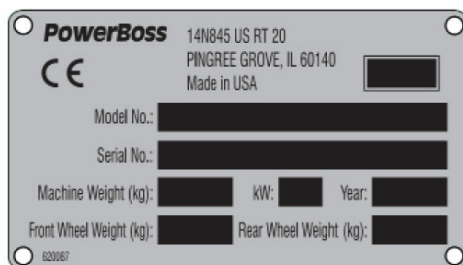 PowerBoss
14N845 US RT 20
PINGREE GROVE, IL 60140
Made in USA
CE
Model No.:
Serial No.:
Machine Weight (kg): kW: Year:
Front Wheel Weight (kg): Rear Wheel Weight (kg):
620087